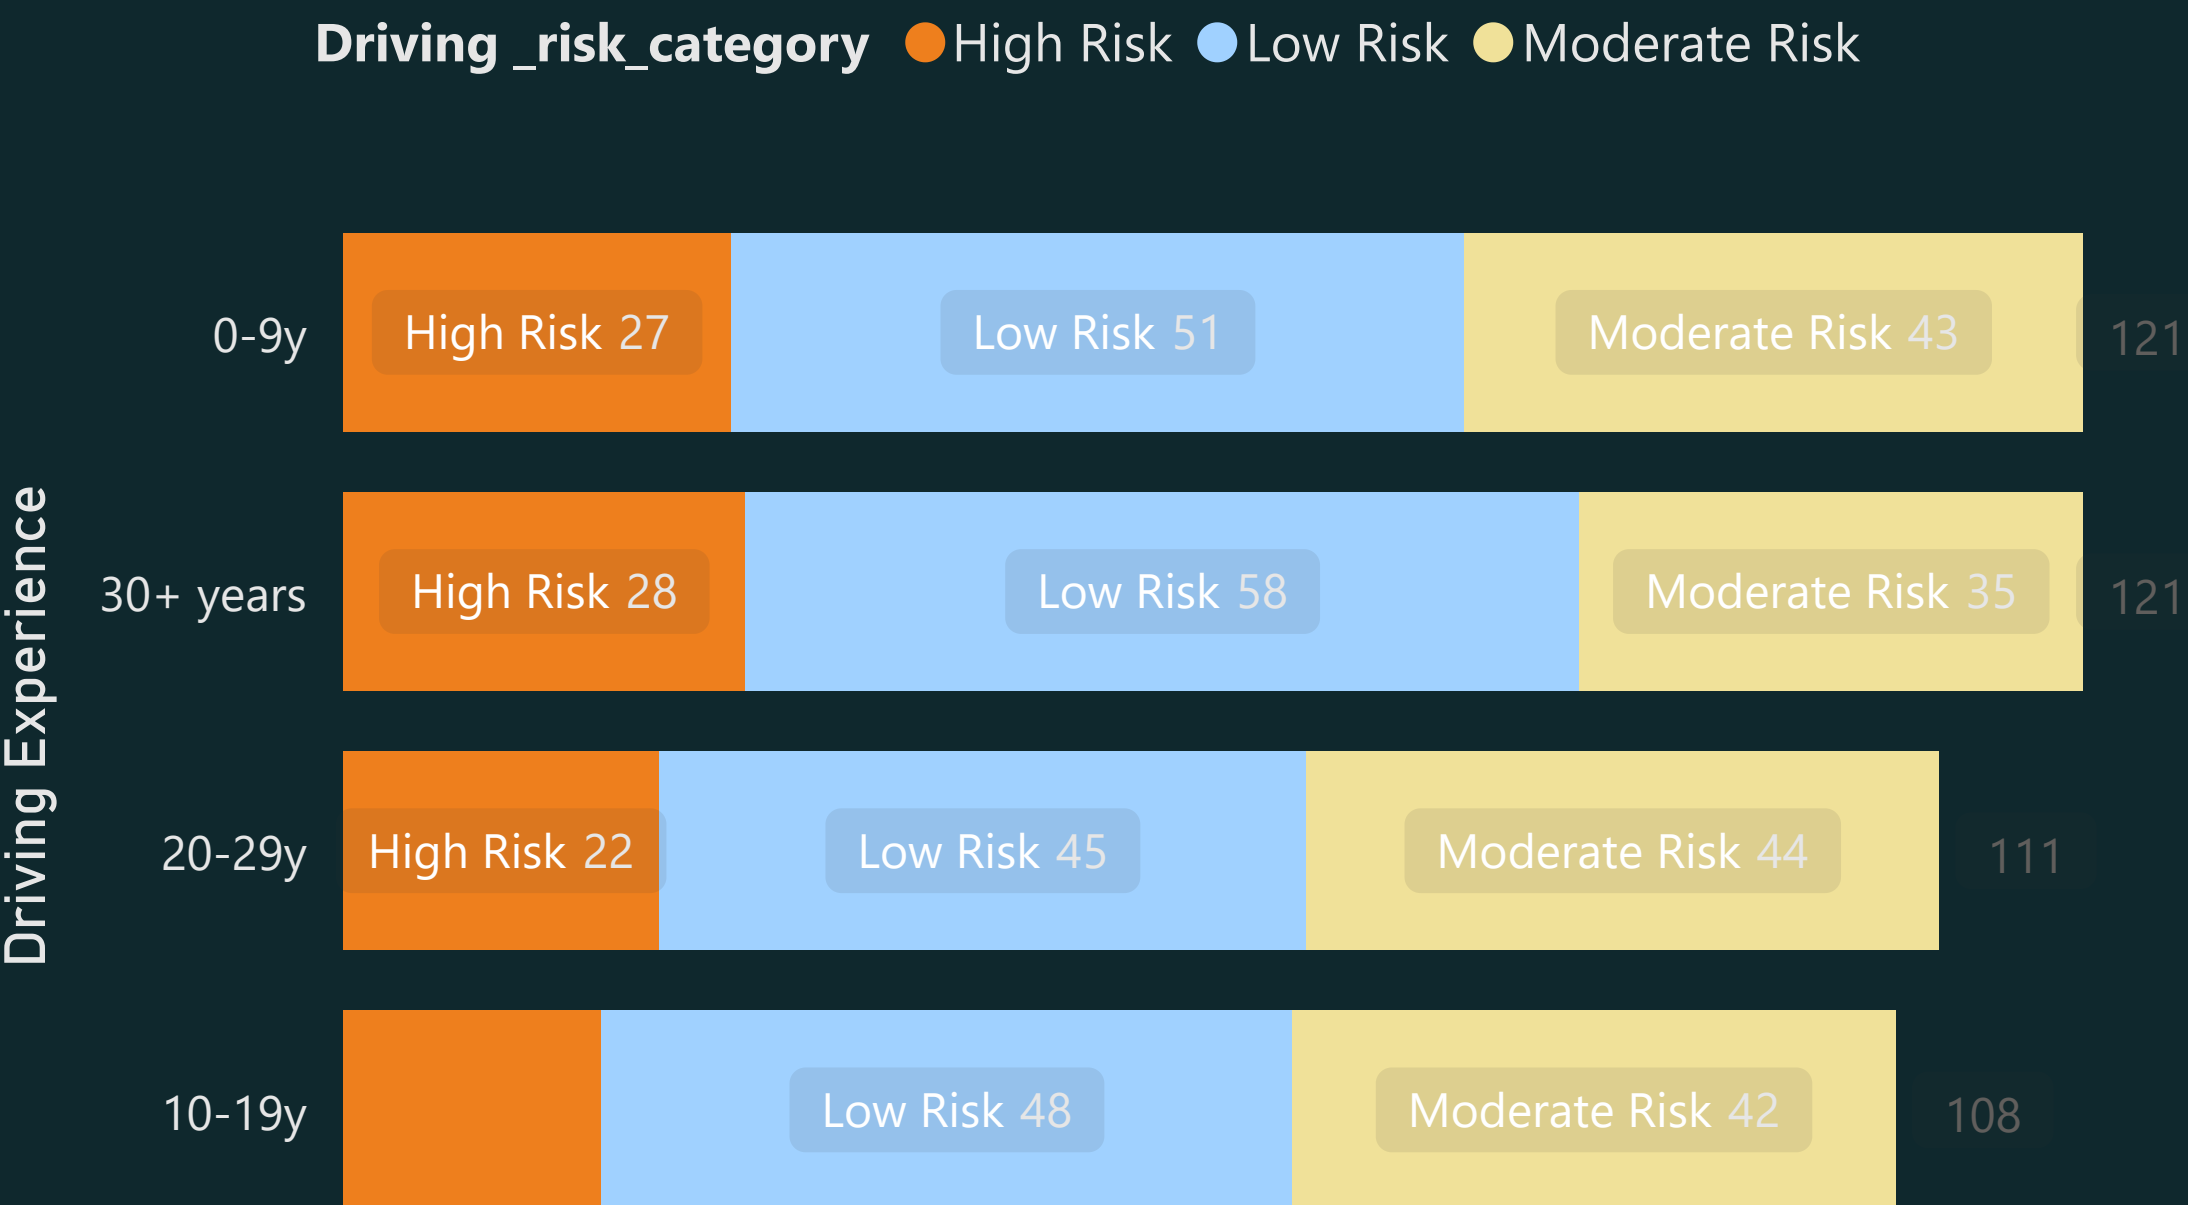 Driving _risk_category High Risk Low Risk Moderate Risk
Driving Experience
0-9y High Risk 27 Low Risk 51 Moderate Risk 43 121
30+ years High Risk 28 Low Risk 58 Moderate Risk 35 121
20-29y High Risk 22 Low Risk 45 Moderate Risk 44 111
10-19y Low Risk 48 Moderate Risk 42 108